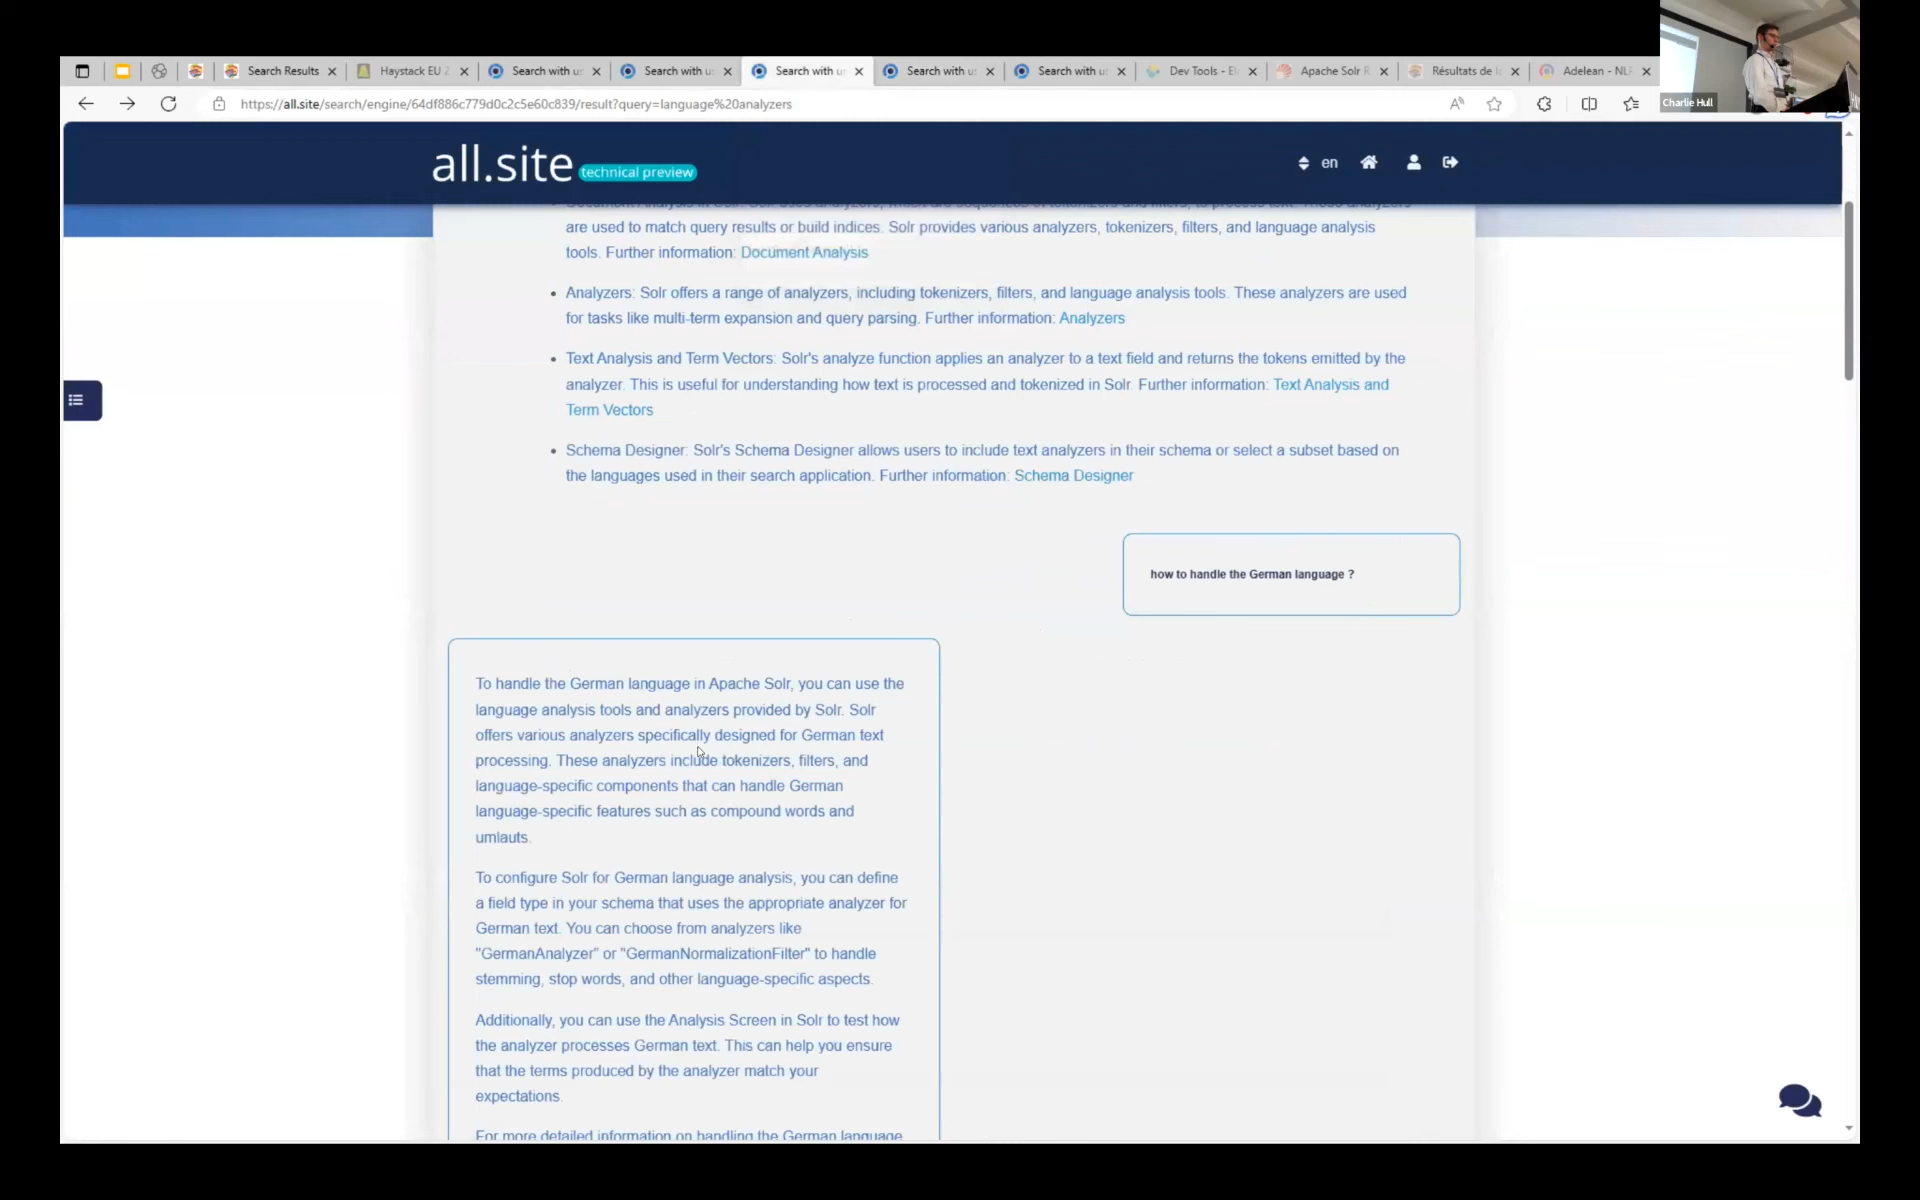 Search Results
Haystack EU 2
Search with u
Search with u
Search with u
Search with u
Search with u
Dev Tools - El
Apache Solr R
Résultats de l
Adelean - NLP
https://all.site/search/engine/64df886c779d0c2c5e60c839/result?query=language%20analyzers
Charlie Hull
all.site technical preview
en
are used to match query results or build indices. Solr provides various analyzers, tokenizers, filters, and language analysis
tools. Further information: Document Analysis
• Analyzers: Solr offers a range of analyzers, including tokenizers, filters, and language analysis tools. These analyzers are used
for tasks like multi-term expansion and query parsing. Further information: Analyzers
• Text Analysis and Term Vectors: Solr's analyze function applies an analyzer to a text field and returns the tokens emitted by the
analyzer. This is useful for understanding how text is processed and tokenized in Solr. Further information: Text Analysis and
Term Vectors
• Schema Designer: Solr's Schema Designer allows users to include text analyzers in their schema or select a subset based on
the languages used in their search application. Further information: Schema Designer
how to handle the German language ?
To handle the German language in Apache Solr, you can use the
language analysis tools and analyzers provided by Solr. Solr
offers various analyzers specifically designed for German text
processing. These analyzers include tokenizers, filters, and
language-specific components that can handle German
language-specific features such as compound words and
umlauts.
To configure Solr for German language analysis, you can define
a field type in your schema that uses the appropriate analyzer for
German text. You can choose from analyzers like
"GermanAnalyzer" or "GermanNormalizationFilter" to handle
stemming, stop words, and other language-specific aspects.
Additionally, you can use the Analysis Screen in Solr to test how
the analyzer processes German text. This can help you ensure
that the terms produced by the analyzer match your
expectations.
For more detailed information on handling the German language